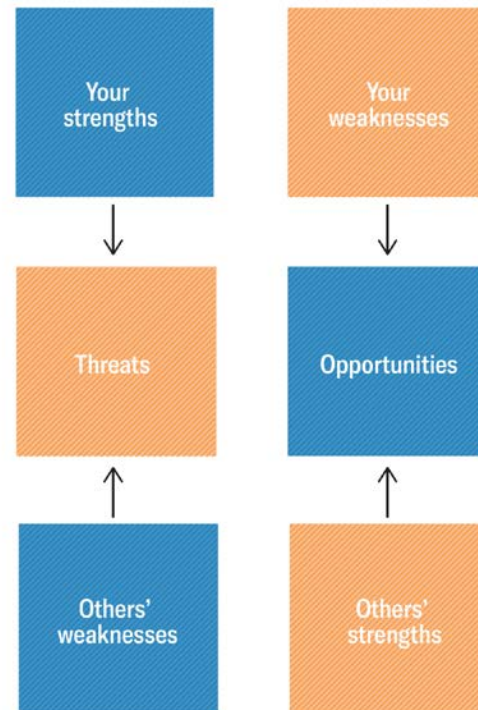 Your
strengths
Your
weaknesses
Threats
Opportunities
Others’
weaknesses
Others’
strengths